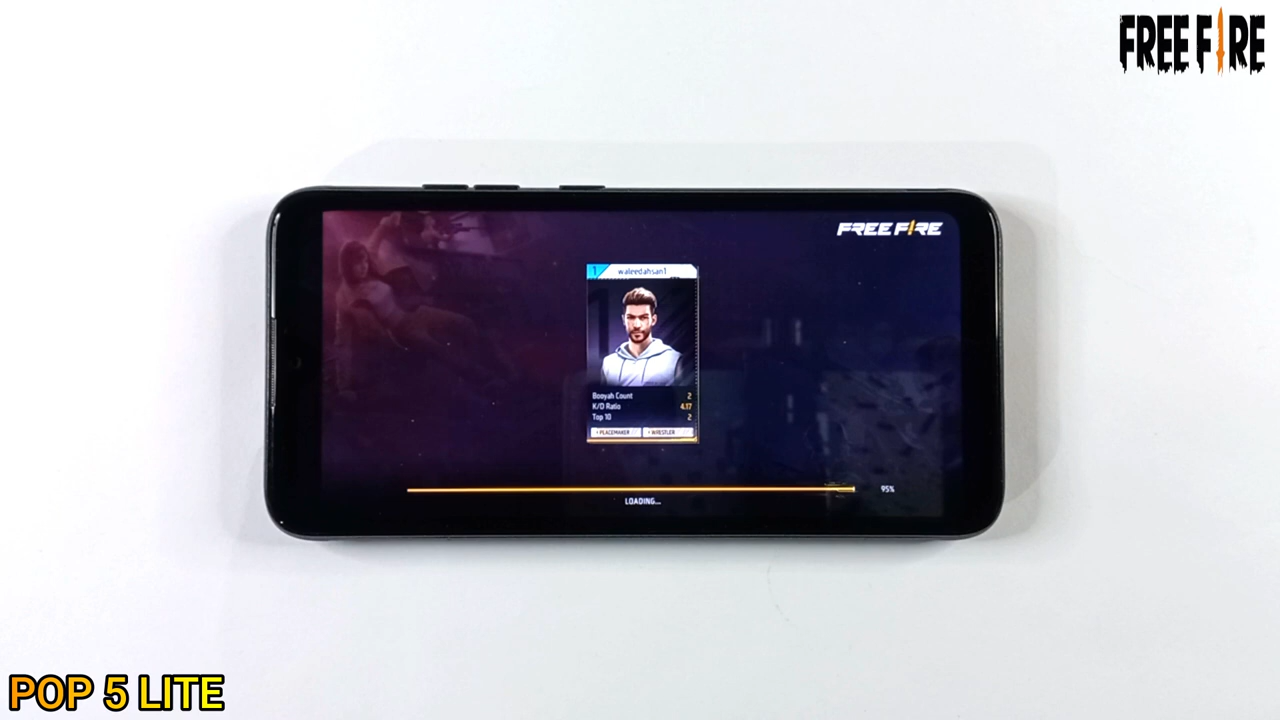 FREE FIRE
FREE FIRE
1 waleedahsan1
Booyah Count 2
K/D Ratio 4.17
Top 10 2
PLACEMAKER WRESTLER
95%
LOADING...
POP 5 LITE